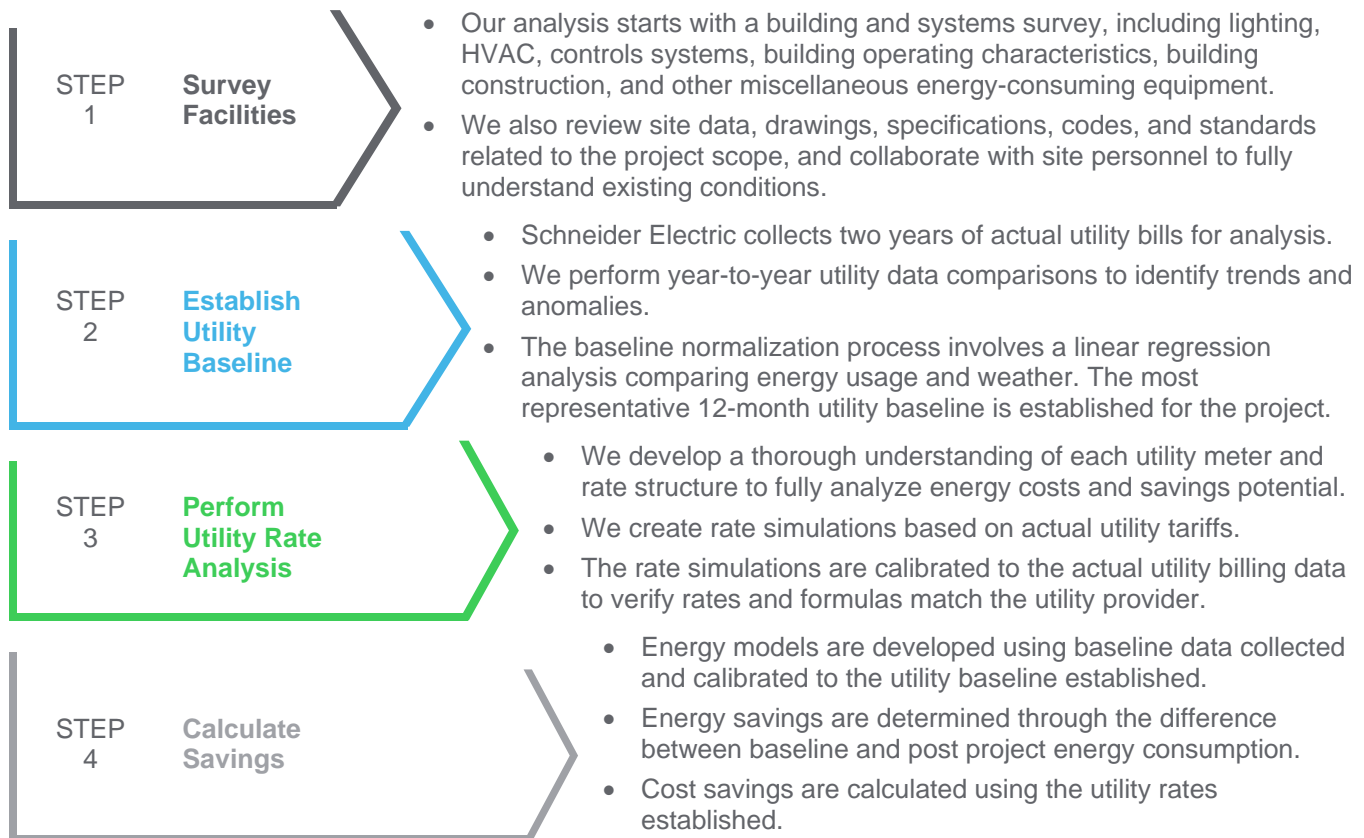 STEP
1
Survey
Facilities
• Our analysis starts with a building and systems survey, including lighting,
HVAC, controls systems, building operating characteristics, building
construction, and other miscellaneous energy-consuming equipment.
• We also review site data, drawings, specifications, codes, and standards
related to the project scope, and collaborate with site personnel to fully
understand existing conditions.
STEP
2
Establish
Utility
Baseline
• Schneider Electric collects two years of actual utility bills for analysis.
• We perform year-to-year utility data comparisons to identify trends and
anomalies.
• The baseline normalization process involves a linear regression
analysis comparing energy usage and weather. The most
representative 12-month utility baseline is established for the project.
STEP
3
Perform
Utility Rate
Analysis
• We develop a thorough understanding of each utility meter and
rate structure to fully analyze energy costs and savings potential.
• We create rate simulations based on actual utility tariffs.
• The rate simulations are calibrated to the actual utility billing data
to verify rates and formulas match the utility provider.
STEP
4
Calculate
Savings
• Energy models are developed using baseline data collected
and calibrated to the utility baseline established.
• Energy savings are determined through the difference
between baseline and post project energy consumption.
• Cost savings are calculated using the utility rates
established.